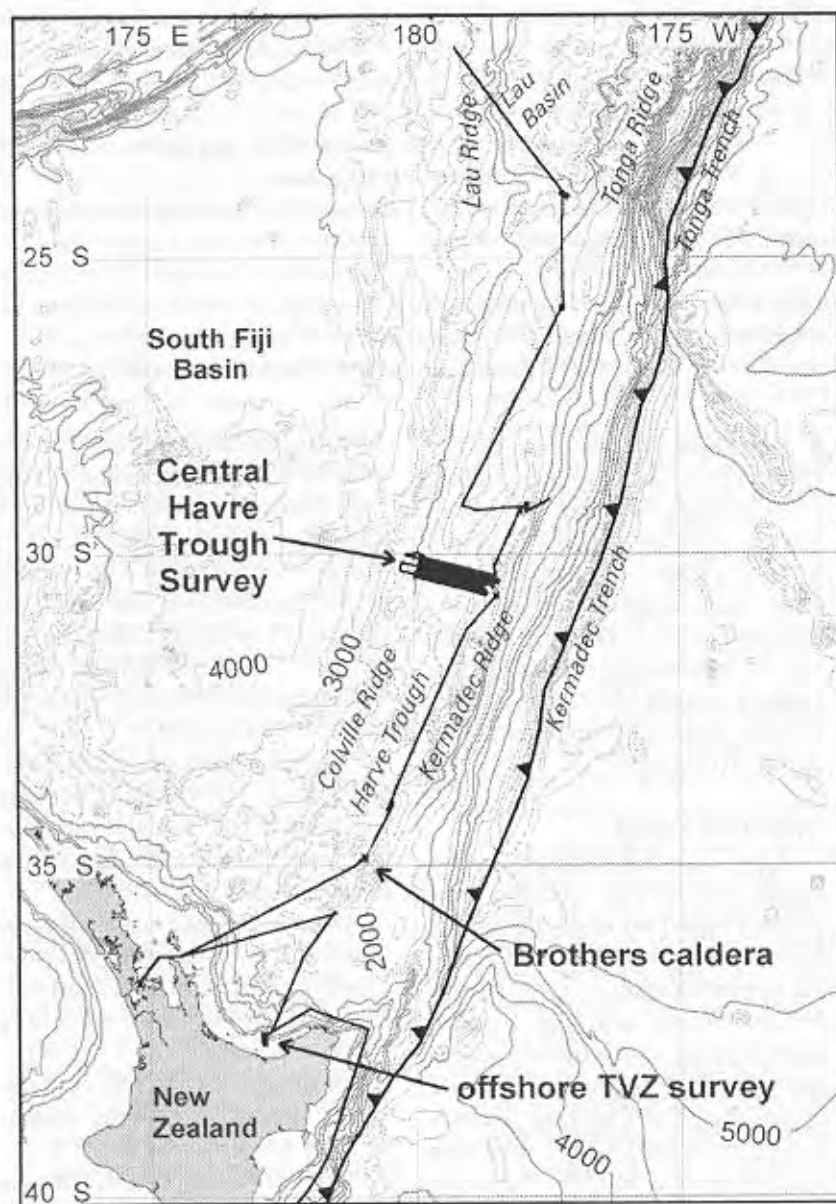 175 E
180
175 W
Lau Ridge
Lau
Basin
Tonga Ridge
Tonga Trench
25 S
South Fiji
Basin
Central
Havre
Trough
Survey
30 S
4000
3000
Colville Ridge
Harve Trough
Kermadec Ridge
Kermadec Trench
35 S
2000
Brothers caldera
offshore TVZ survey
New
Zealand
4000
5000
40 S